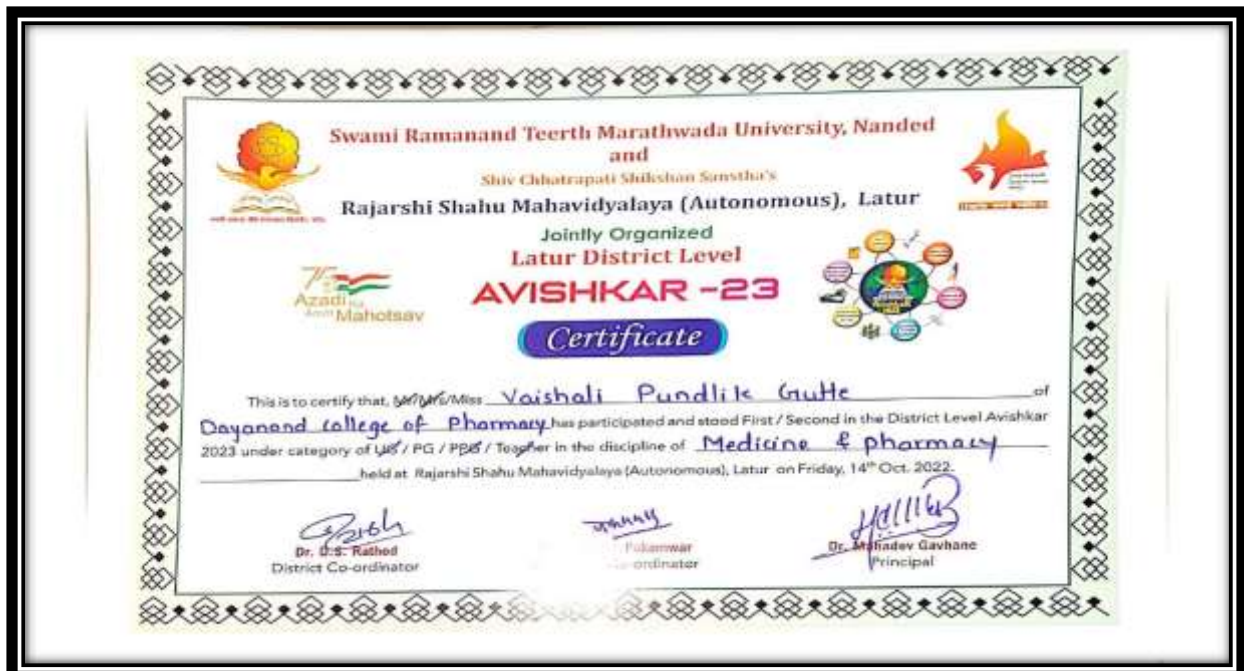 Swami Ramanand Teerth Marathwada University, Nanded
and
Shiv Chhatrapati Shikshan Sanstha's
Rajarshi Shahu Mahavidyalaya (Autonomous), Latur
Jointly Organized
Latur District Level
AVISHKAR -23
75
Azadi Ka
Amrit Mahotsav
Certificate
This is to certify that, Mr/Mrs/Miss Vaishali Pundlik Gutte of
Dayanand College of Pharmacy has participated and stood First / Second in the District Level Avishkar
2023 under category of UG / PG / PPG / Teacher in the discipline of Medicine & pharmacy
held at Rajarshi Shahu Mahavidyalaya (Autonomous), Latur on Friday, 14th Oct. 2022.
Dr. D.S. Rathod
District Co-ordinator
Pukamwar
ordinator
Dr. Mahadev Gavhane
Principal